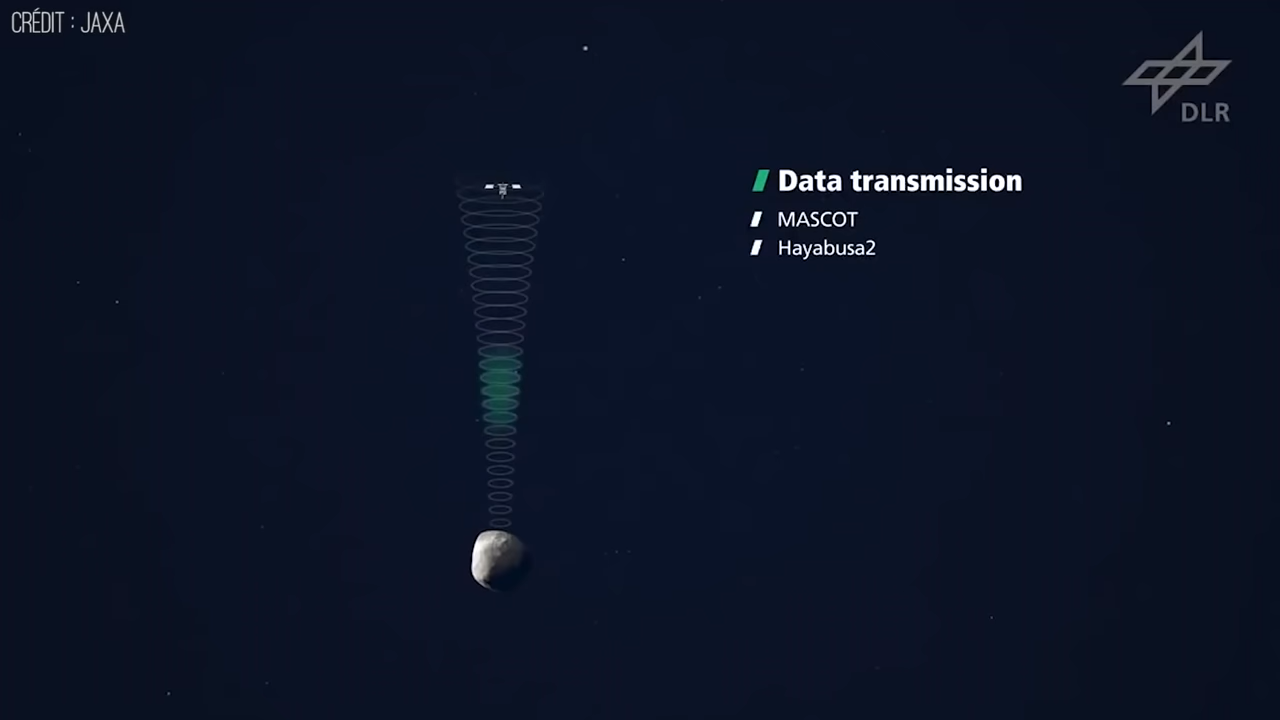 CRÉDIT : JAXA
DLR
Data transmission
MASCOT
Hayabusa2